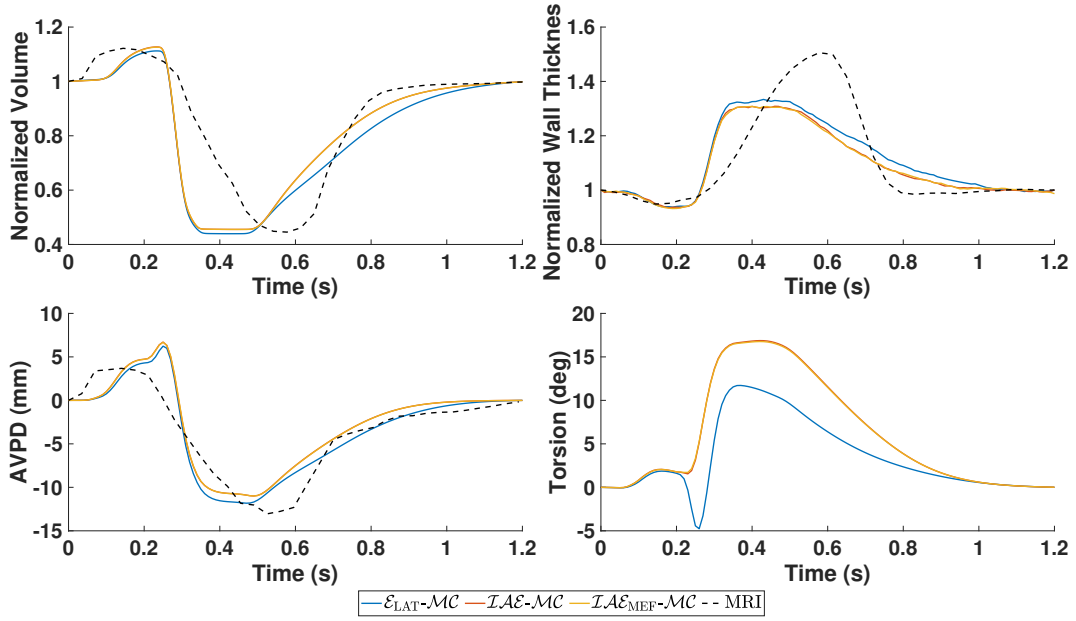 Normalized Volume
1.2
1
0.8
0.6
0.4
0 0.2 0.4 0.6 0.8 1 1.2
Time (s)
Normalized Wall Thicknes
1.6
1.4
1.2
1
0.8
0 0.2 0.4 0.6 0.8 1 1.2
Time (s)
AVPD (mm)
10
5
0
-5
-10
-15
0 0.2 0.4 0.6 0.8 1 1.2
Time (s)
Torsion (deg)
20
15
10
5
0
-5
0 0.2 0.4 0.6 0.8 1 1.2
Time (s)
ℰLAT-ℳ𝒞 ℐ𝒜ℰ-ℳ𝒞 ℐ𝒜ℰMEF-ℳ𝒞 MRI